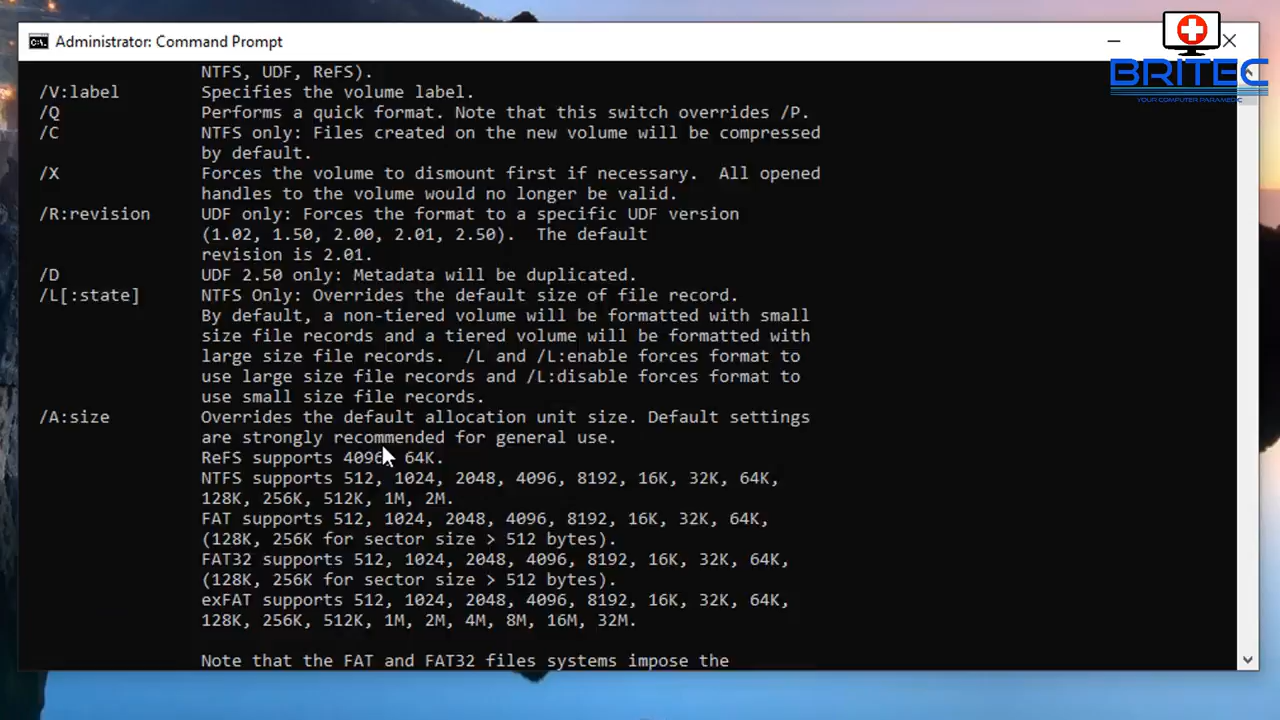 Administrator: Command Prompt
BRITEC
YOUR COMPUTER PARAMEDIC
NTFS, UDF, ReFS).
/V:label Specifies the volume label.
/Q Performs a quick format. Note that this switch overrides /P.
/C NTFS only: Files created on the new volume will be compressed
by default.
/X Forces the volume to dismount first if necessary. All opened
handles to the volume would no longer be valid.
/R:revision UDF only: Forces the format to a specific UDF version
(1.02, 1.50, 2.00, 2.01, 2.50). The default
revision is 2.01.
/D UDF 2.50 only: Metadata will be duplicated.
/L[:state] NTFS Only: Overrides the default size of file record.
By default, a non-tiered volume will be formatted with small
size file records and a tiered volume will be formatted with
large size file records. /L and /L:enable forces format to
use large size file records and /L:disable forces format to
use small size file records.
/A:size Overrides the default allocation unit size. Default settings
are strongly recommended for general use.
ReFS supports 4096, 64K.
NTFS supports 512, 1024, 2048, 4096, 8192, 16K, 32K, 64K,
128K, 256K, 512K, 1M, 2M.
FAT supports 512, 1024, 2048, 4096, 8192, 16K, 32K, 64K,
(128K, 256K for sector size > 512 bytes).
FAT32 supports 512, 1024, 2048, 4096, 8192, 16K, 32K, 64K,
(128K, 256K for sector size > 512 bytes).
exFAT supports 512, 1024, 2048, 4096, 8192, 16K, 32K, 64K,
128K, 256K, 512K, 1M, 2M, 4M, 8M, 16M, 32M.
Note that the FAT and FAT32 files systems impose the